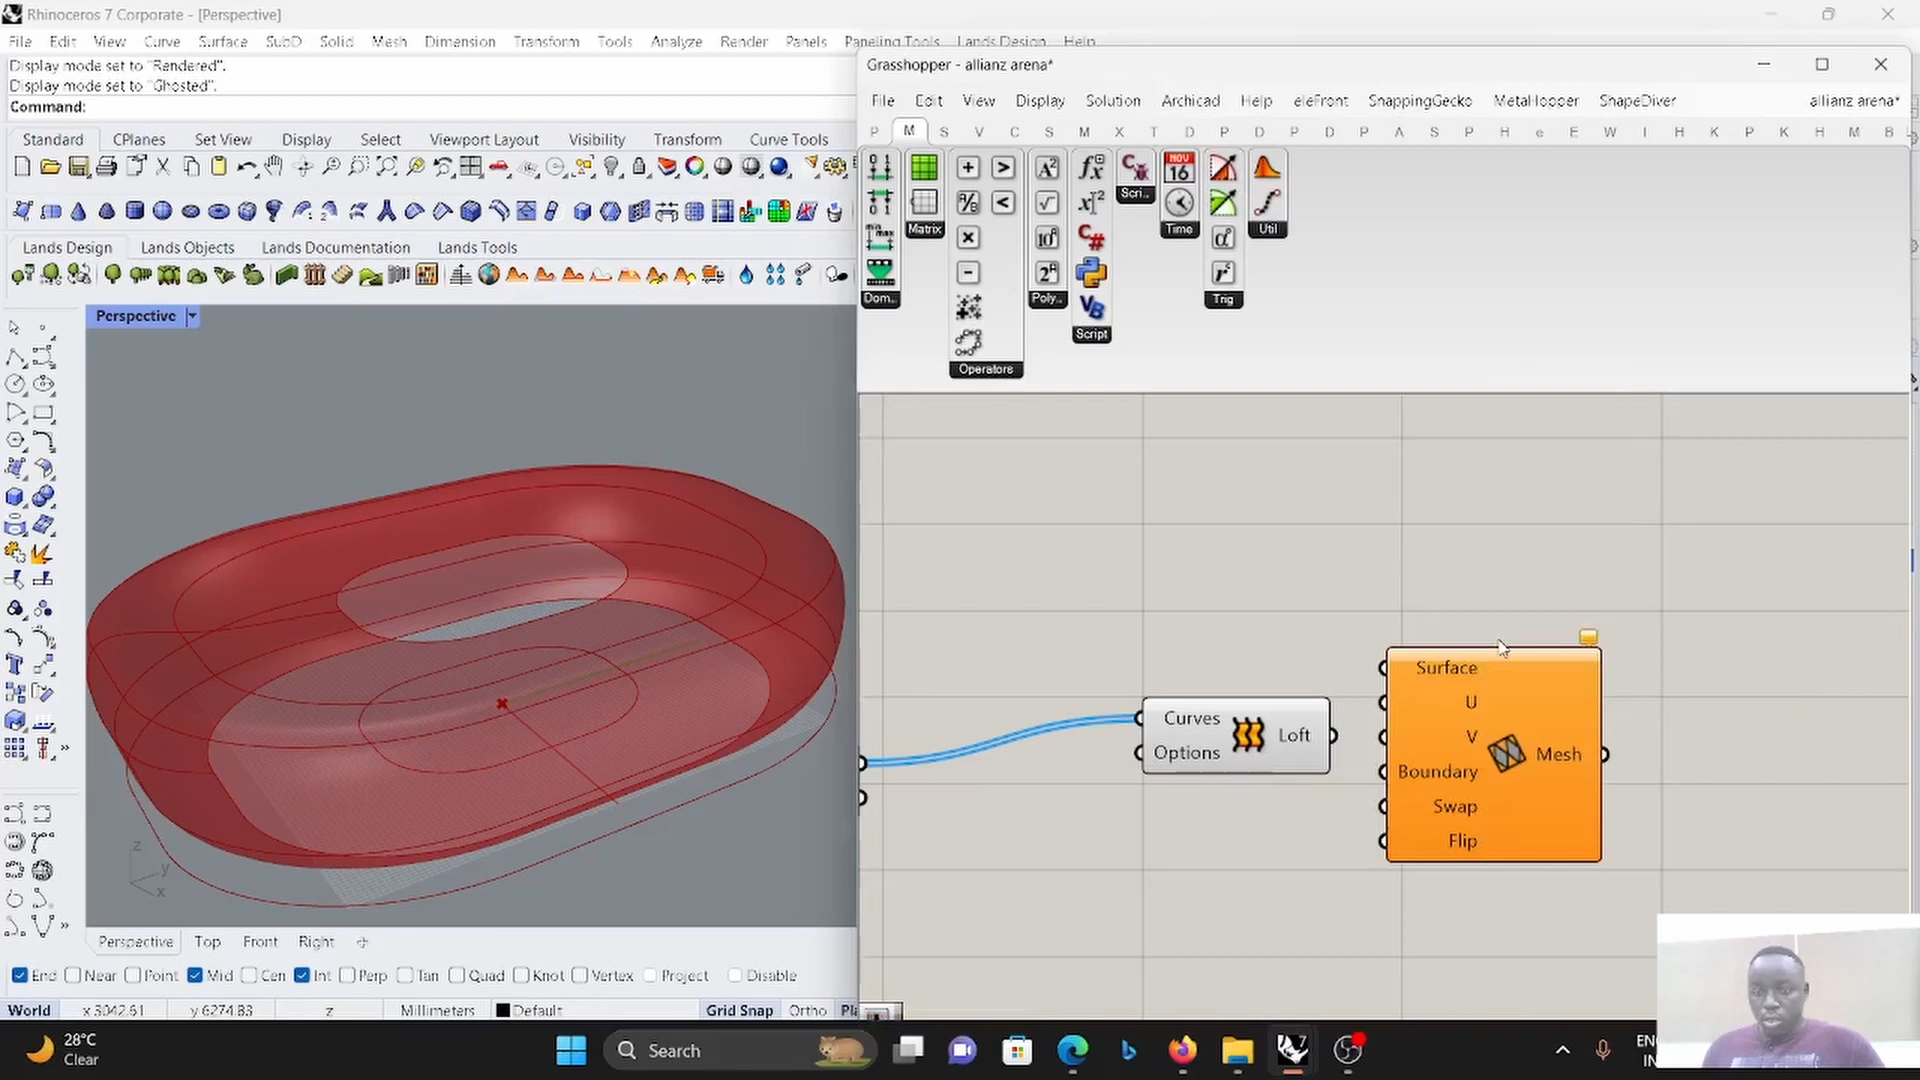 Rhinoceros 7 Corporate - [Perspective]
File Edit View Curve Surface SubD Solid Mesh Dimension Transform Tools Analyze Render Panels Paneling Tools Lands Design Help
Display mode set to "Rendered".
Display mode set to "Ghosted".
Command:
Standard CPlanes Set View Display Select Viewport Layout Visibility Transform Curve Tools
Lands Design Lands Objects Lands Documentation Lands Tools
Perspective
z
y
x
Perspective Top Front Right
End Near Point Mid Cen Int Perp Tan Quad Knot Vertex Project Disable
World x 3042.61 y 6274.83 z Millimeters Default Grid Snap Ortho
Grasshopper - allianz arena*
File Edit View Display Solution Archicad Help eleFront SnappingGecko MetaHopper ShapeDiver allianz arena*
P M S V C S M X T D P D P D P A S P H e E W I H K P K H M B
Dom..
Matrix
Operators
Poly..
Script
Scri..
NOV
16
Time
Trig
Util
Curves
Options
Loft
Surface
U
V
Boundary
Swap
Flip
Mesh
28°C
Clear
Search